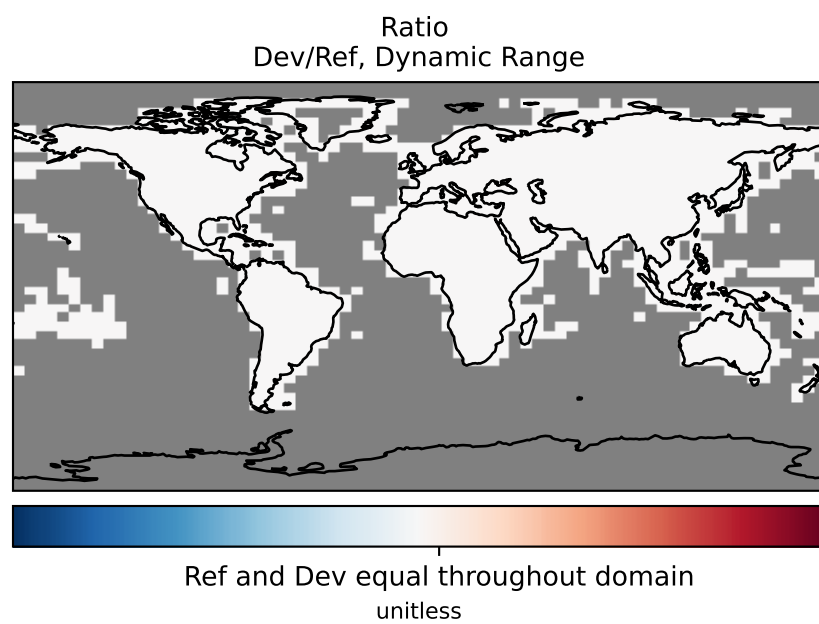 Ratio
Dev/Ref, Dynamic Range
Ref and Dev equal throughout domain
unitless